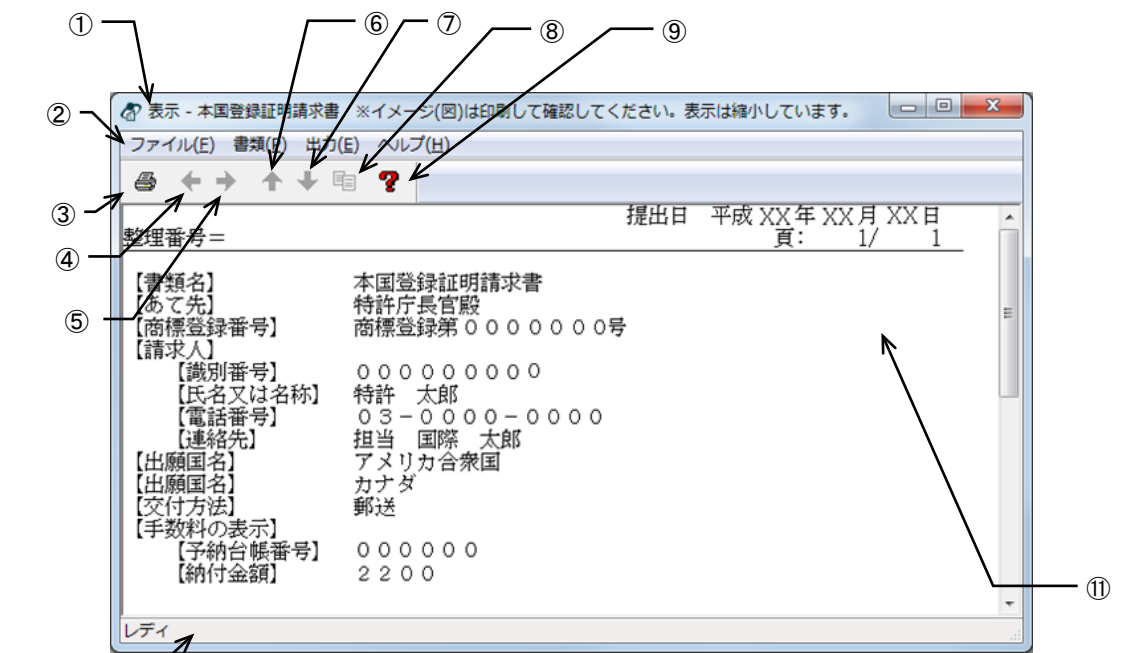 ① ⑥ ⑦ ⑧ ⑨
② 表示 - 本国登録証明請求書 ※イメージ(図)は印刷して確認してください。表示は縮小しています。
ファイル(F) 書類(P) 出力(E) ヘルプ(H)
③
提出日 平成 XX年 XX月 XX日
整理番号＝ 頁: 1/ 1
④
【書類名】 本国登録証明請求書
【あて先】 特許庁長官殿
⑤
【商標登録番号】 商標登録第０００００００号
【請求人】
【識別番号】 ０００００００００
【氏名又は名称】 特許 太郎
【電話番号】 ０３－００００－００００
【連絡先】 担当 国際 太郎
【出願国名】 アメリカ合衆国
【出願国名】 カナダ
【交付方法】 郵送
【手数料の表示】
【予納台帳番号】 ００００００
【納付金額】 ２２００
⑪
レディ